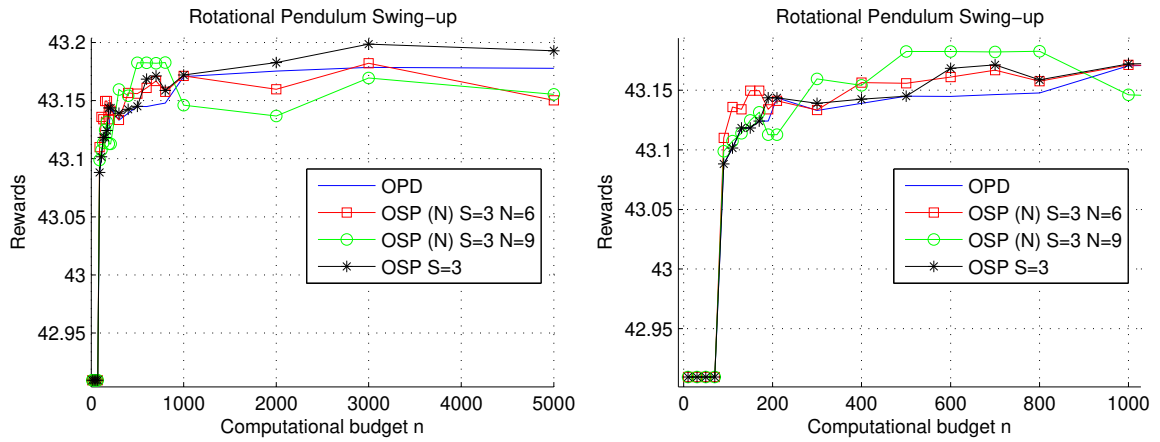 Rotational Pendulum Swing-up
43.2
43.15
43.1
43.05
43
42.95
Rewards
OPD
OSP (N) S=3 N=6
OSP (N) S=3 N=9
OSP S=3
0
1000
2000
3000
4000
5000
Computational budget n
Rotational Pendulum Swing-up
43.15
43.1
43.05
43
42.95
Rewards
OPD
OSP (N) S=3 N=6
OSP (N) S=3 N=9
OSP S=3
0
200
400
600
800
1000
Computational budget n